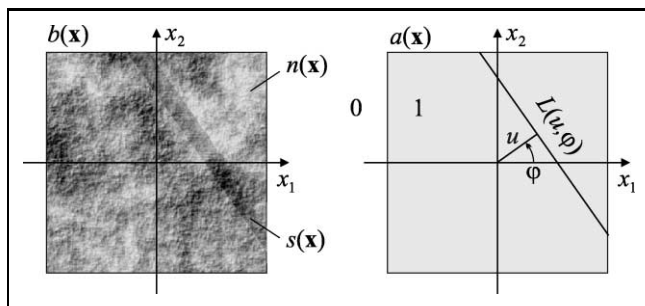 b(x)
x₂
n(x)
x₁
s(x)
a(x)
x₂
0
1
L(u,φ)
u
φ
x₁